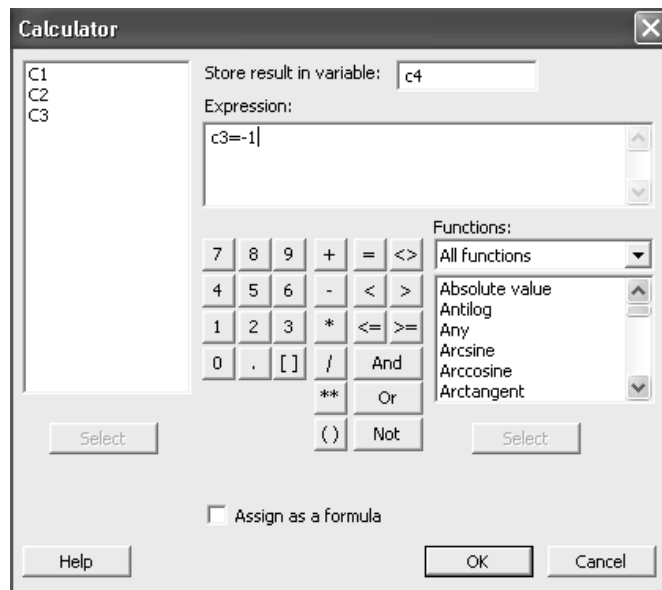 Calculator
C1
C2
C3
Store result in variable: c4
Expression:
c3=-1
Functions:
7 8 9 + = <> All functions
4 5 6 - < > Absolute value
Antilog
1 2 3 * <= >= Any
Arcsine
0 . [ ] / And Arccosine
Arctangent
** Or
Select ( ) Not Select
Assign as a formula
Help OK Cancel